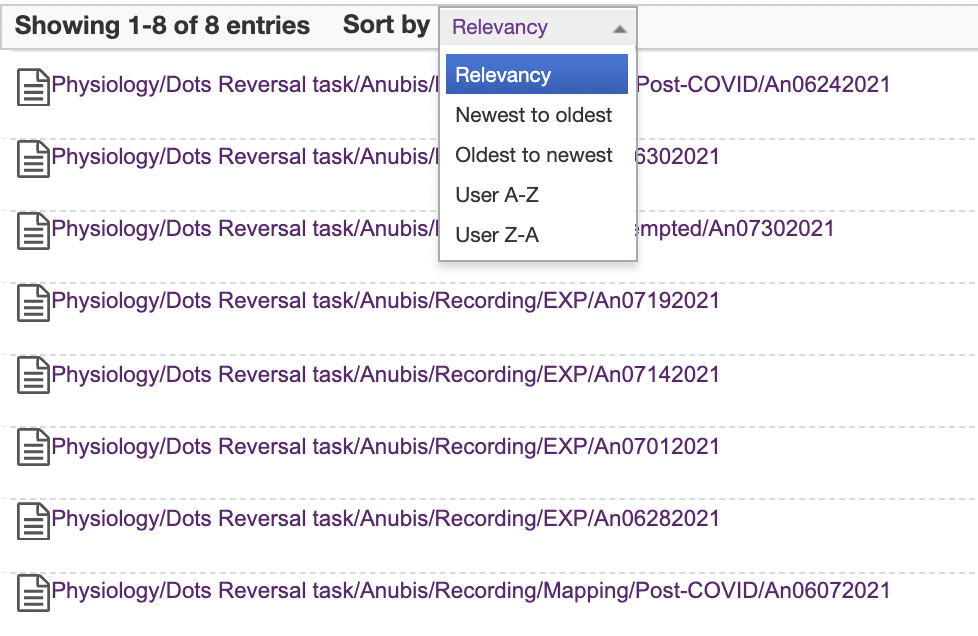 Showing 1-8 of 8 entries Sort by Relevancy
Relevancy
Newest to oldest
Oldest to newest
User A-Z
User Z-A
Physiology/Dots Reversal task/Anubis/ Post-COVID/An06242021
Physiology/Dots Reversal task/Anubis/ 6302021
Physiology/Dots Reversal task/Anubis/ empted/An07302021
Physiology/Dots Reversal task/Anubis/Recording/EXP/An07192021
Physiology/Dots Reversal task/Anubis/Recording/EXP/An07142021
Physiology/Dots Reversal task/Anubis/Recording/EXP/An07012021
Physiology/Dots Reversal task/Anubis/Recording/EXP/An06282021
Physiology/Dots Reversal task/Anubis/Recording/Mapping/Post-COVID/An06072021